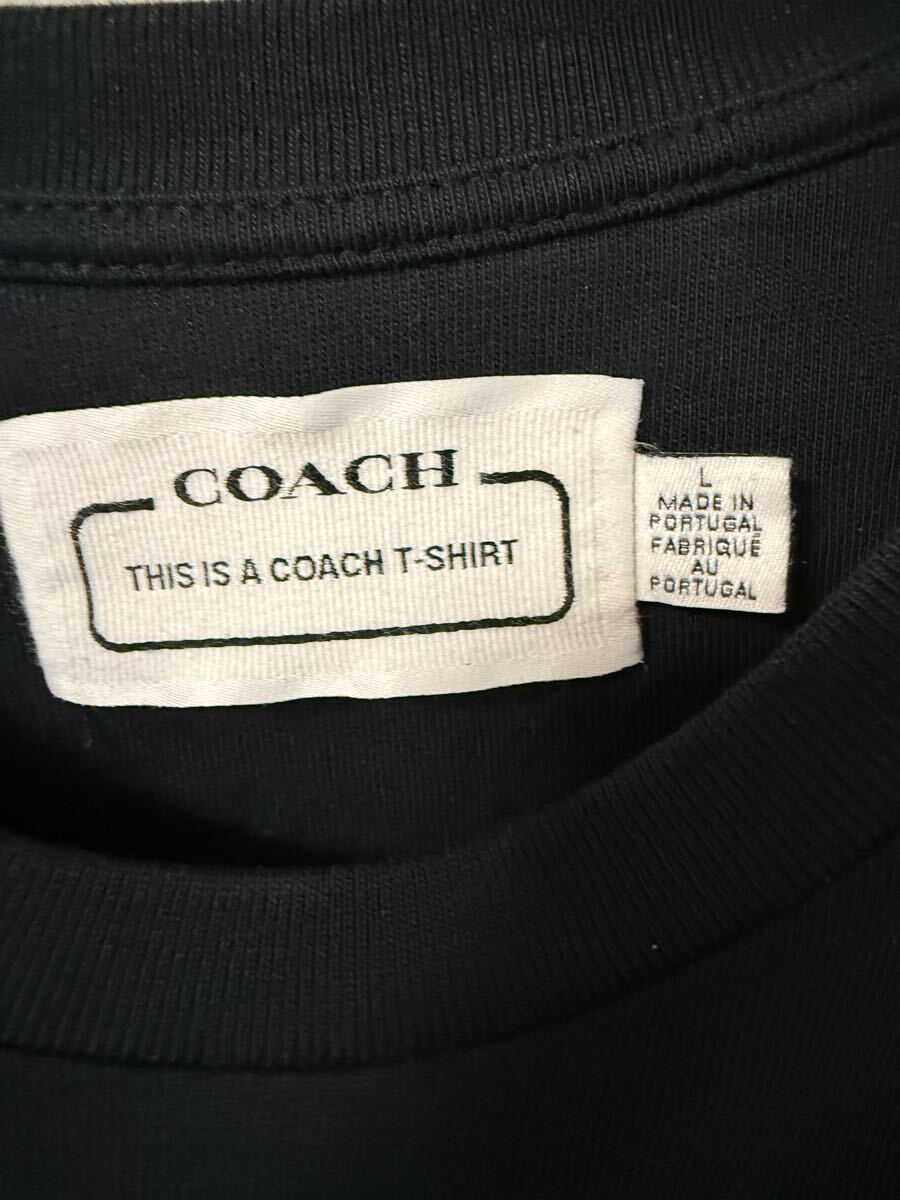 COACH
THIS IS A COACH T-SHIRT
L
MADE IN
PORTUGAL
FABRIQUÉ
AU
PORTUGAL